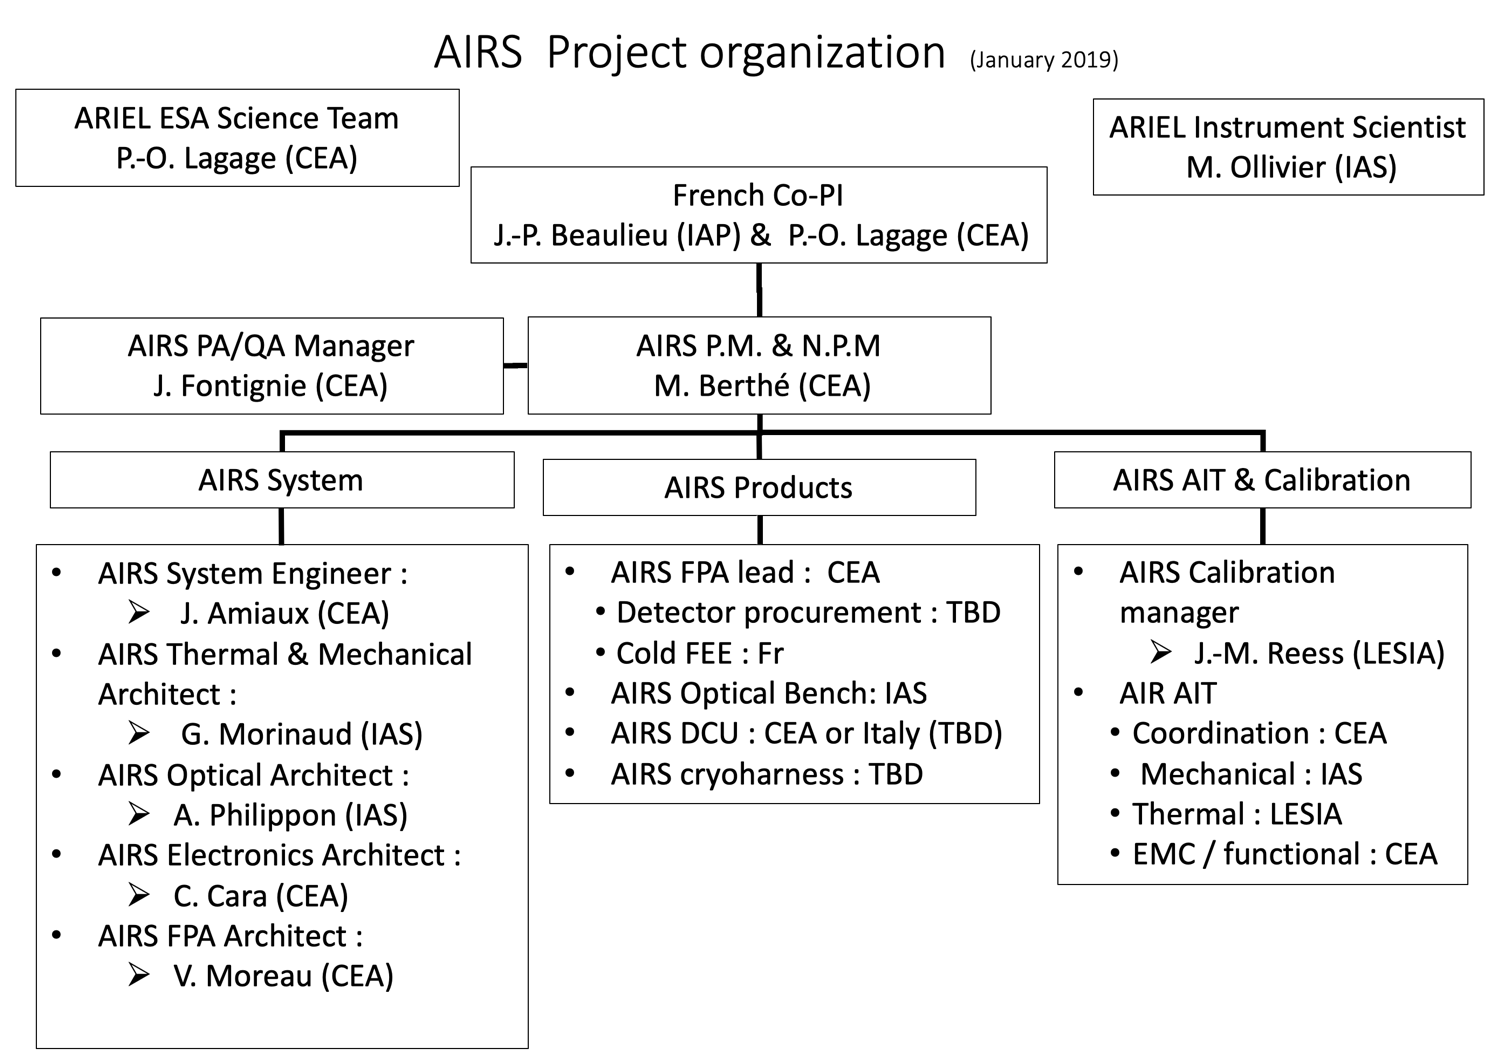 AIRS Project organization (January 2019)
ARIEL ESA Science Team
P.-O. Lagage (CEA)
ARIEL Instrument Scientist
M. Ollivier (IAS)
French Co-PI
J.-P. Beaulieu (IAP) & P.-O. Lagage (CEA)
AIRS PA/QA Manager
J. Fontignie (CEA)
AIRS P.M. & N.P.M
M. Berthé (CEA)
AIRS System
AIRS Products
AIRS AIT & Calibration
• AIRS System Engineer :
➢ J. Amiaux (CEA)
• AIRS Thermal & Mechanical
Architect :
➢ G. Morinaud (IAS)
• AIRS Optical Architect :
➢ A. Philippon (IAS)
• AIRS Electronics Architect :
➢ C. Cara (CEA)
• AIRS FPA Architect :
➢ V. Moreau (CEA)
• AIRS FPA lead : CEA
• Detector procurement : TBD
• Cold FEE : Fr
• AIRS Optical Bench: IAS
• AIRS DCU : CEA or Italy (TBD)
• AIRS cryoharness : TBD
• AIRS Calibration
manager
➢ J.-M. Reess (LESIA)
• AIR AIT
• Coordination : CEA
• Mechanical : IAS
• Thermal : LESIA
• EMC / functional : CEA